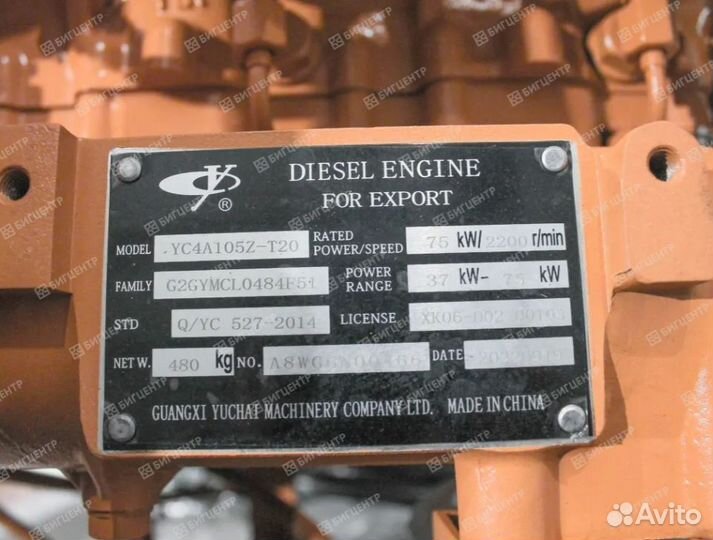 DIESEL ENGINE
FOR EXPORT
®
MODEL YC4A105Z-T20 RATED POWER/SPEED 75 kW/2200 r/min
FAMILY G2GYMCL0484F51 POWER RANGE 37 kW- 75 kW
STD Q/YC 527-2014 LICENSE XK06-002
NET W. 480 kg NO. DATE
GUANGXI YUCHAI MACHINERY COMPANY LTD. MADE IN CHINA
БИГЦЕНТР
Avito